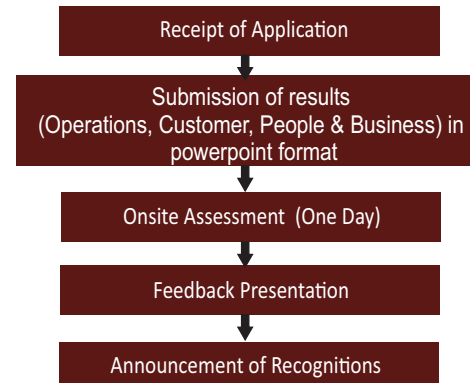 Receipt of Application
Submission of results
(Operations, Customer, People & Business) in
powerpoint format
Onsite Assessment (One Day)
Feedback Presentation
Announcement of Recognitions